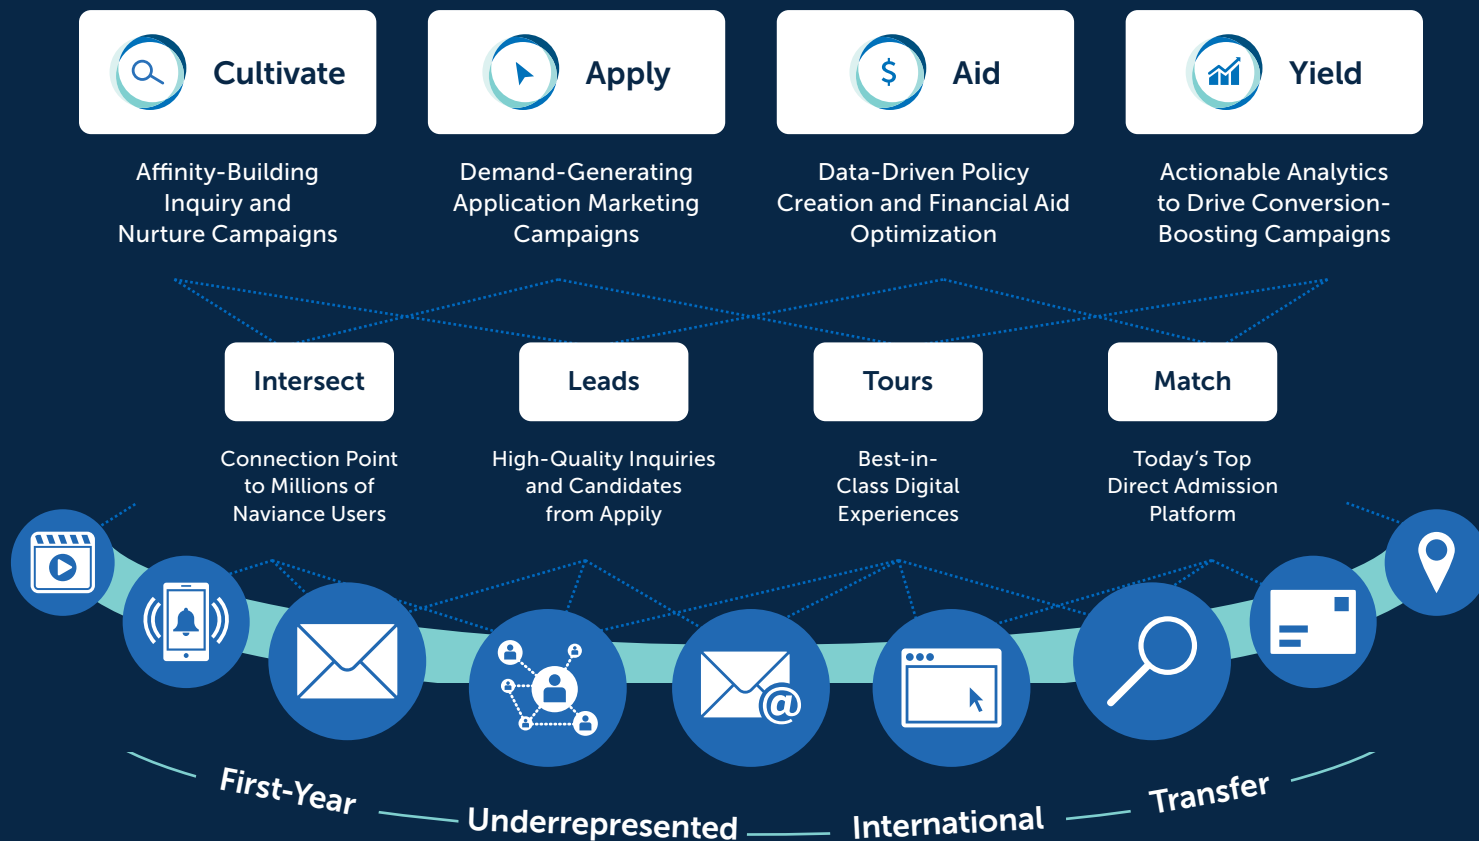 Cultivate
Apply
Aid
Yield
Affinity-Building
Inquiry and
Nurture Campaigns
Demand-Generating
Application Marketing
Campaigns
Data-Driven Policy
Creation and Financial Aid
Optimization
Actionable Analytics
to Drive Conversion-
Boosting Campaigns
Intersect
Leads
Tours
Match
Connection Point
to Millions of
Naviance Users
High-Quality Inquiries
and Candidates
from Appily
Best-in-
Class Digital
Experiences
Today's Top
Direct Admission
Platform
First-Year
Underrepresented
International
Transfer